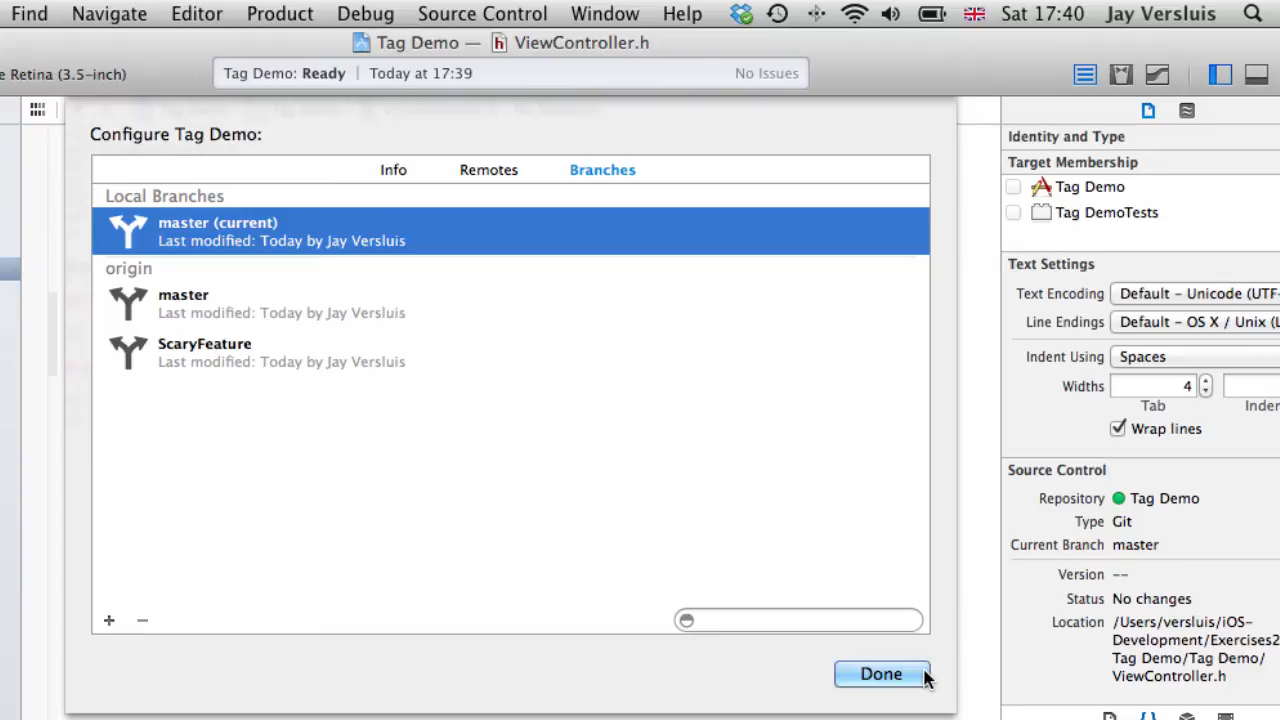 Find Navigate Editor Product Debug Source Control Window Help Sat 17:40 Jay Versluis
Tag Demo — ViewController.h
e Retina (3.5-inch)
Tag Demo: Ready Today at 17:39 No Issues
Configure Tag Demo:
Info Remotes Branches
Local Branches
master (current)
Last modified: Today by Jay Versluis
origin
master
Last modified: Today by Jay Versluis
ScaryFeature
Last modified: Today by Jay Versluis
+ −
Done
Identity and Type
Target Membership
Tag Demo
Tag DemoTests
Text Settings
Text Encoding Default - Unicode (UTF-
Line Endings Default - OS X / Unix (L
Indent Using Spaces
Widths 4
Tab Inden
Wrap lines
Source Control
Repository Tag Demo
Type Git
Current Branch master
Version --
Status No changes
Location /Users/versluis/iOS-
Development/Exercises2
Tag Demo/Tag Demo/
ViewController.h